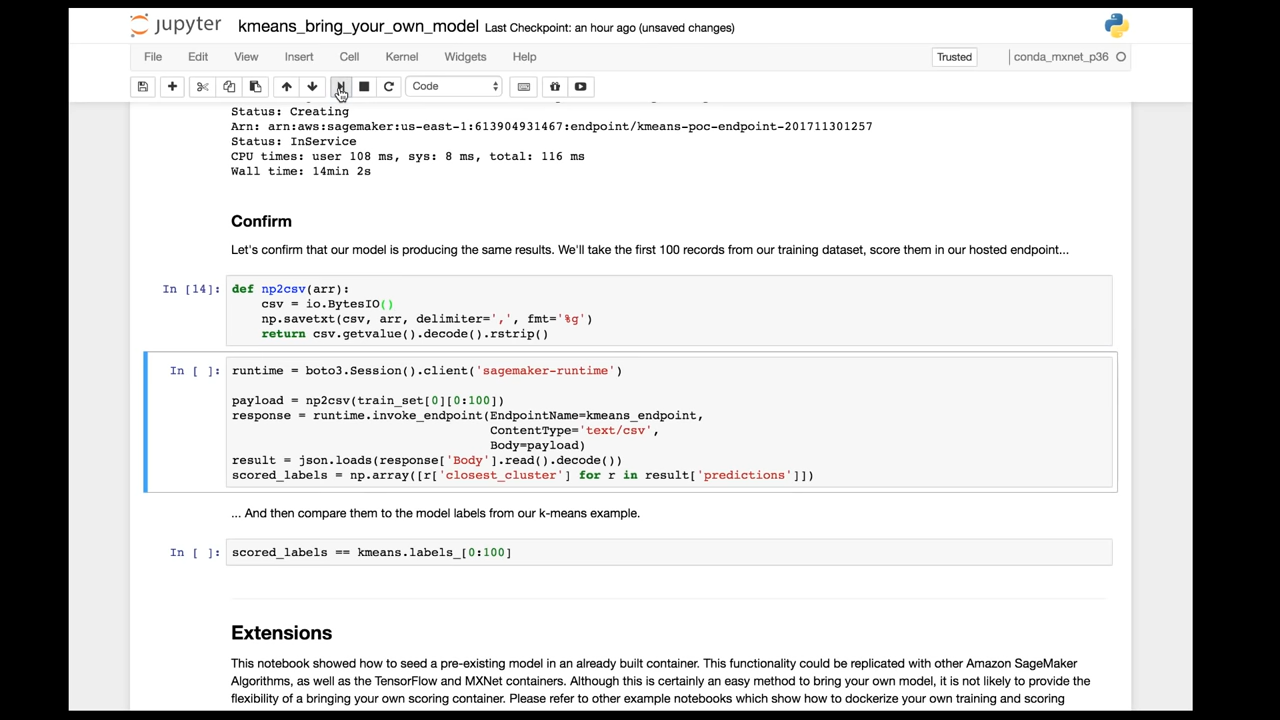 jupyter kmeans_bring_your_own_model Last Checkpoint: an hour ago (unsaved changes)
File Edit View Insert Cell Kernel Widgets Help Trusted conda_mxnet_p36
Code
Status: Creating
Arn: arn:aws:sagemaker:us-east-1:613904931467:endpoint/kmeans-poc-endpoint-201711301257
Status: InService
CPU times: user 108 ms, sys: 8 ms, total: 116 ms
Wall time: 14min 2s
Confirm
Let's confirm that our model is producing the same results. We'll take the first 100 records from our training dataset, score them in our hosted endpoint...
In [14]: def np2csv(arr):
    csv = io.BytesIO()
    np.savetxt(csv, arr, delimiter=',', fmt='%g')
    return csv.getvalue().decode().rstrip()
In [ ]: runtime = boto3.Session().client('sagemaker-runtime')
payload = np2csv(train_set[0][0:100])
response = runtime.invoke_endpoint(EndpointName=kmeans_endpoint,
                                   ContentType='text/csv',
                                   Body=payload)
result = json.loads(response['Body'].read().decode())
scored_labels = np.array([r['closest_cluster'] for r in result['predictions']])
... And then compare them to the model labels from our k-means example.
In [ ]: scored_labels == kmeans.labels_[0:100]
Extensions
This notebook showed how to seed a pre-existing model in an already built container. This functionality could be replicated with other Amazon SageMaker
Algorithms, as well as the TensorFlow and MXNet containers. Although this is certainly an easy method to bring your own model, it is not likely to provide the
flexibility of a bringing your own scoring container. Please refer to other example notebooks which show how to dockerize your own training and scoring